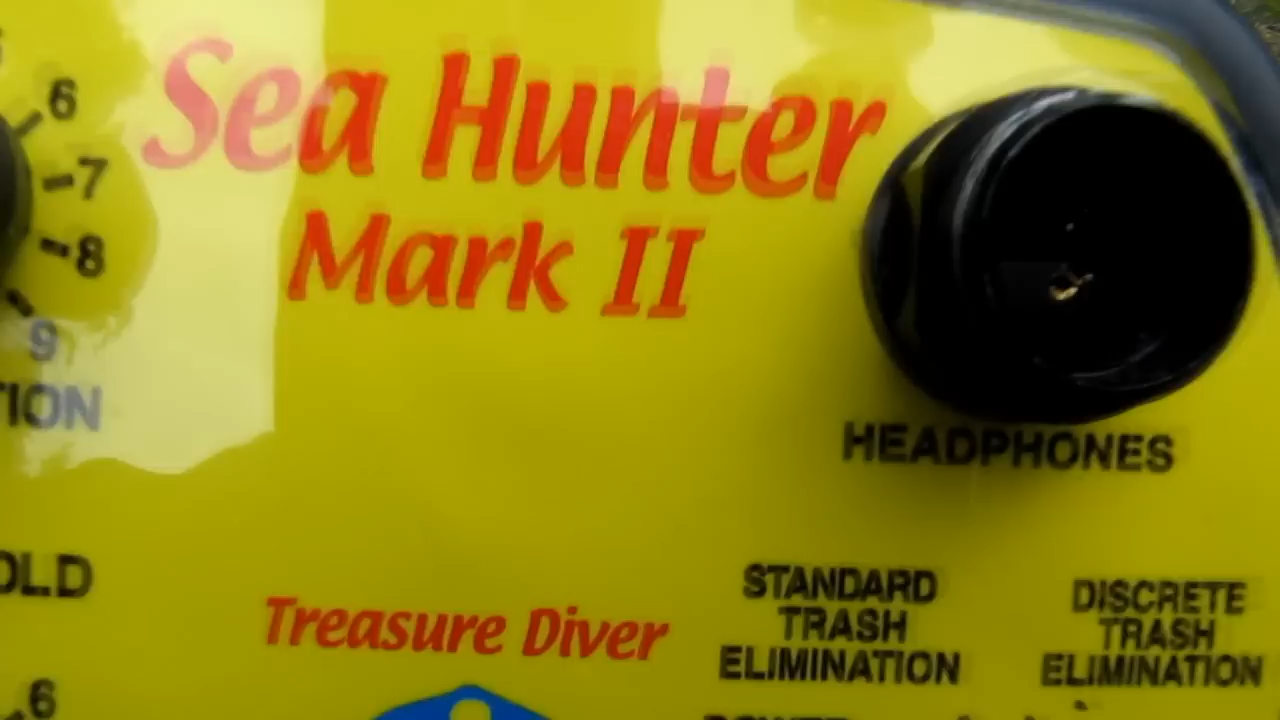 6
7
8
9
TION
Sea Hunter
Mark II
HEADPHONES
OLD
Treasure Diver
STANDARD
TRASH
ELIMINATION
DISCRETE
TRASH
ELIMINATION
6